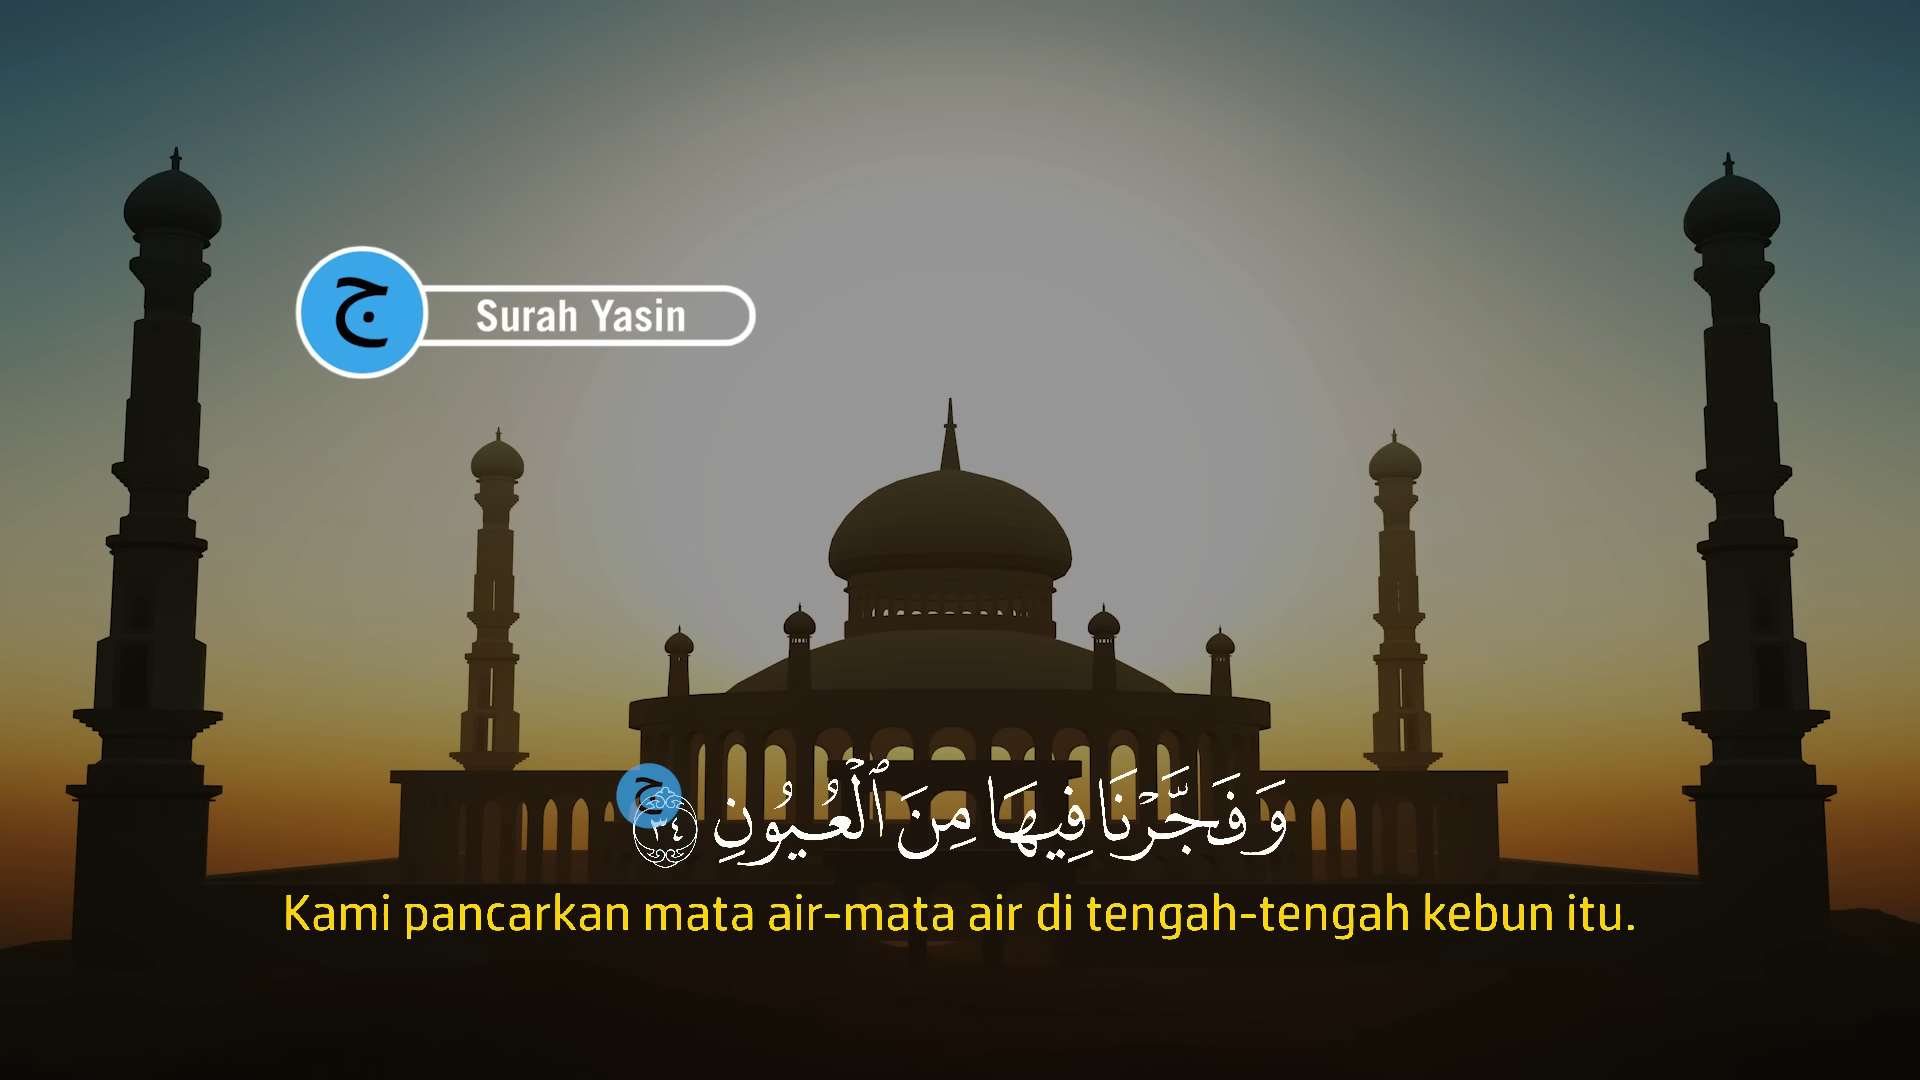 ج
Surah Yasin
وَفَجَّرْنَا فِيهَا مِنَ ٱلْعُيُونِ ٣٤ ج
Kami pancarkan mata air-mata air di tengah-tengah kebun itu.